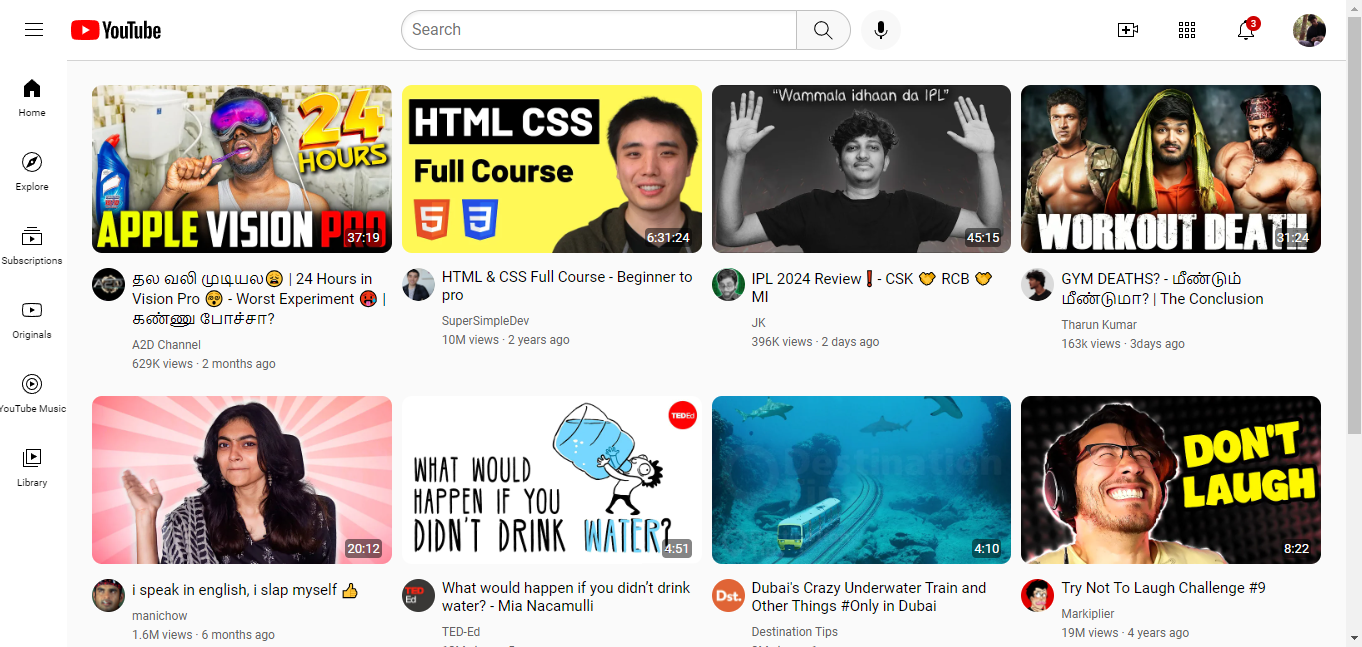 YouTube
Search
3
Home
Explore
Subscriptions
Originals
YouTube Music
Library
24
HOURS
APPLE VISION PRO
37:19
தல வலி முடியல😩 | 24 Hours in
Vision Pro 😵 - Worst Experiment 🥵 |
கண்ணு போச்சா?
A2D Channel
629K views · 2 months ago
HTML CSS
Full Course
5
3
6:31:24
HTML & CSS Full Course - Beginner to
pro
SuperSimpleDev
10M views · 2 years ago
"Wammala idhaan da IPL"
45:15
IPL 2024 Review❗- CSK 💛 RCB 💛
MI
JK
396K views · 2 days ago
WORKOUT DEATH
31:24
GYM DEATHS? - மீண்டும்
மீண்டுமா? | The Conclusion
Tharun Kumar
163k views · 3days ago
20:12
i speak in english, i slap myself 👍
manichow
1.6M views · 6 months ago
TEDEd
WHAT WOULD
HAPPEN IF YOU
DIDN'T DRINK WATER?
4:51
TED
Ed
What would happen if you didn’t drink
water? - Mia Nacamulli
TED-Ed
4:10
Dst.
Dubai's Crazy Underwater Train and
Other Things #Only in Dubai
Destination Tips
DON'T
LAUGH
8:22
Try Not To Laugh Challenge #9
Markiplier
19M views · 4 years ago